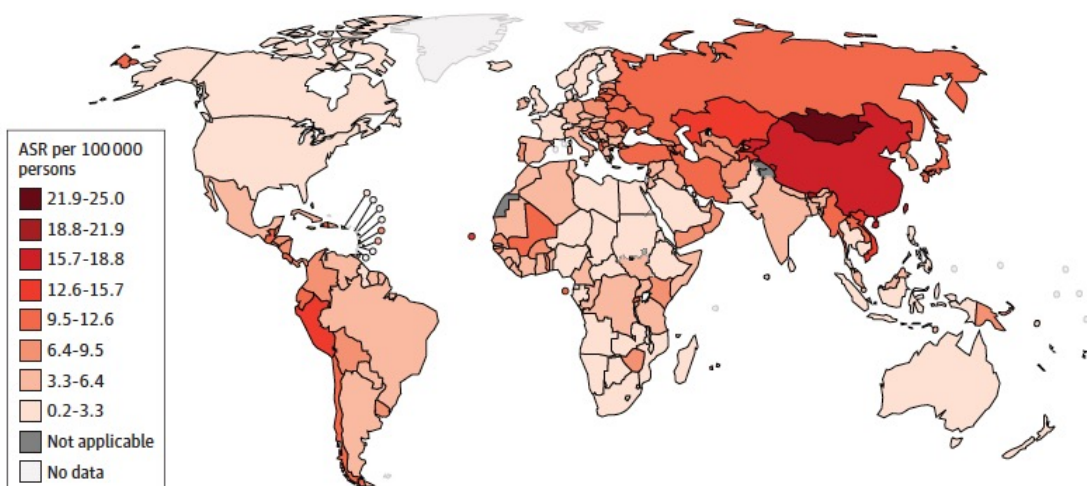 ASR per 100 000
persons
21.9-25.0
18.8-21.9
15.7-18.8
12.6-15.7
9.5-12.6
6.4-9.5
3.3-6.4
0.2-3.3
Not applicable
No data